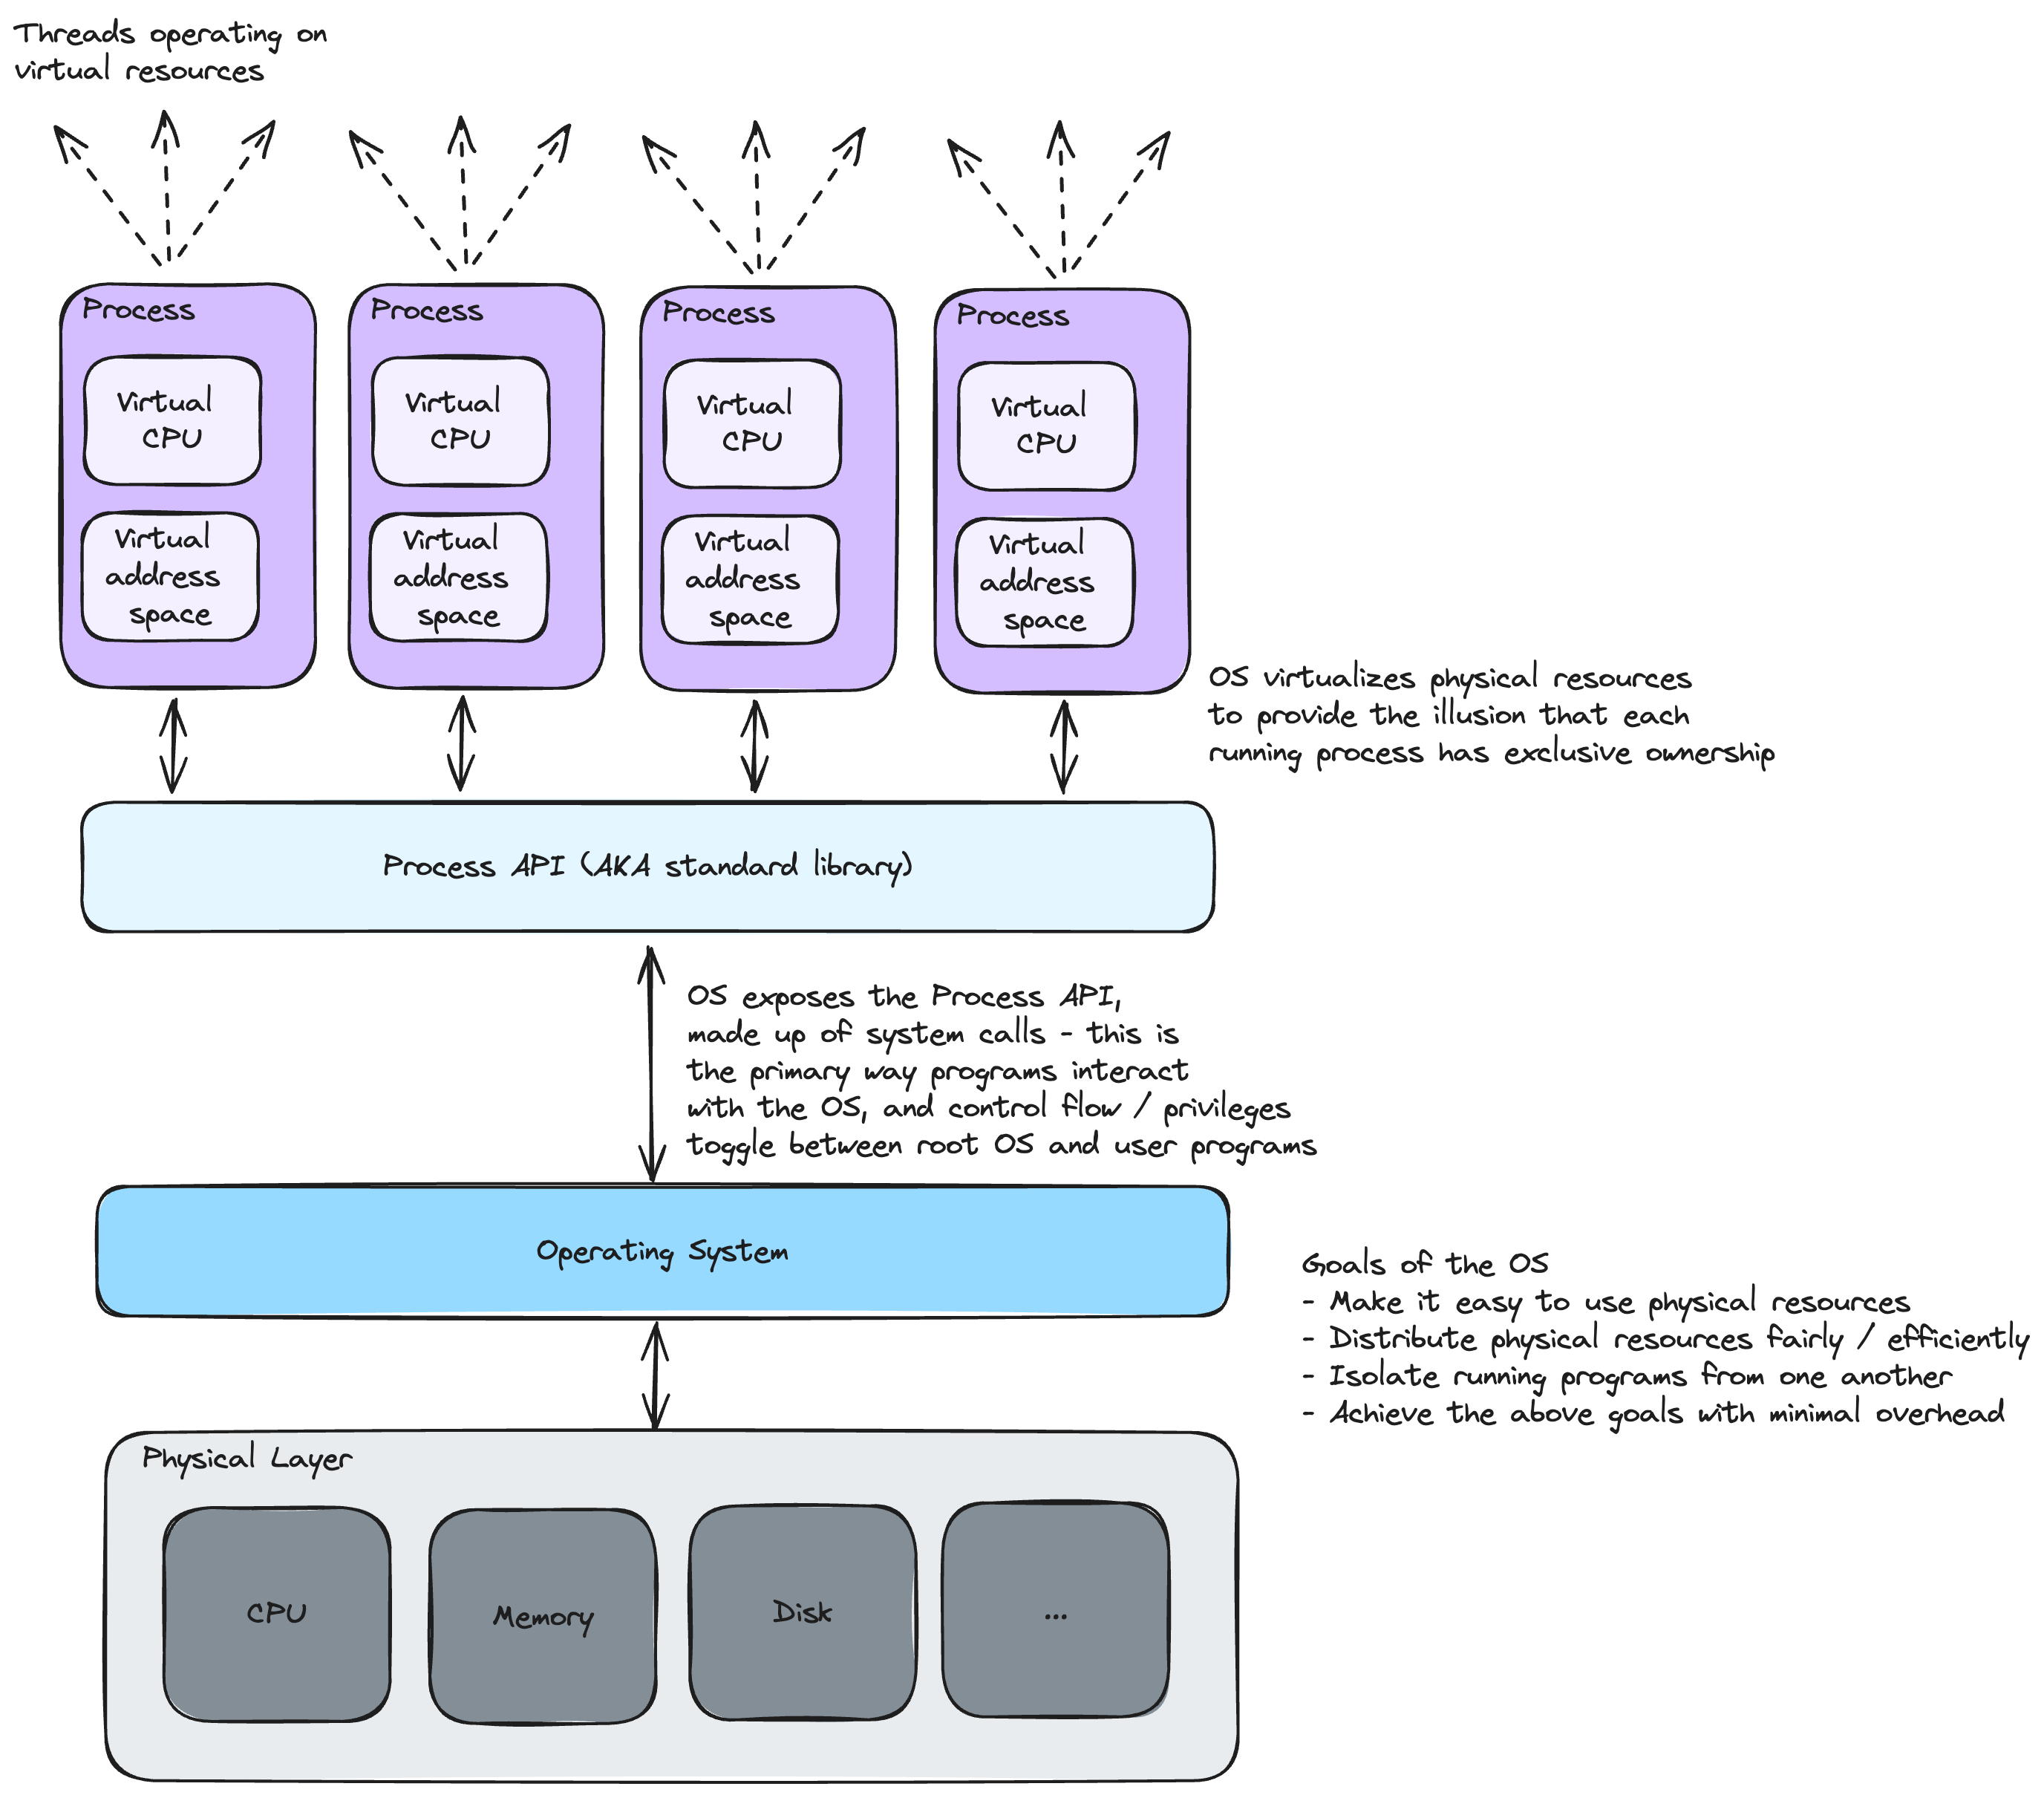 Threads operating on
virtual resources
Process
Virtual
CPU
Virtual
address
space
Process
Virtual
CPU
Virtual
address
space
Process
Virtual
CPU
Virtual
address
space
Process
Virtual
CPU
Virtual
address
space
OS virtualizes physical resources
to provide the illusion that each
running process has exclusive ownership
Process API (AKA standard library)
OS exposes the Process API,
made up of system calls - this is
the primary way programs interact
with the OS, and control flow / privileges
toggle between root OS and user programs
Operating System
Goals of the OS
- Make it easy to use physical resources
- Distribute physical resources fairly / efficiently
- Isolate running programs from one another
- Achieve the above goals with minimal overhead
Physical Layer
CPU
Memory
Disk
...